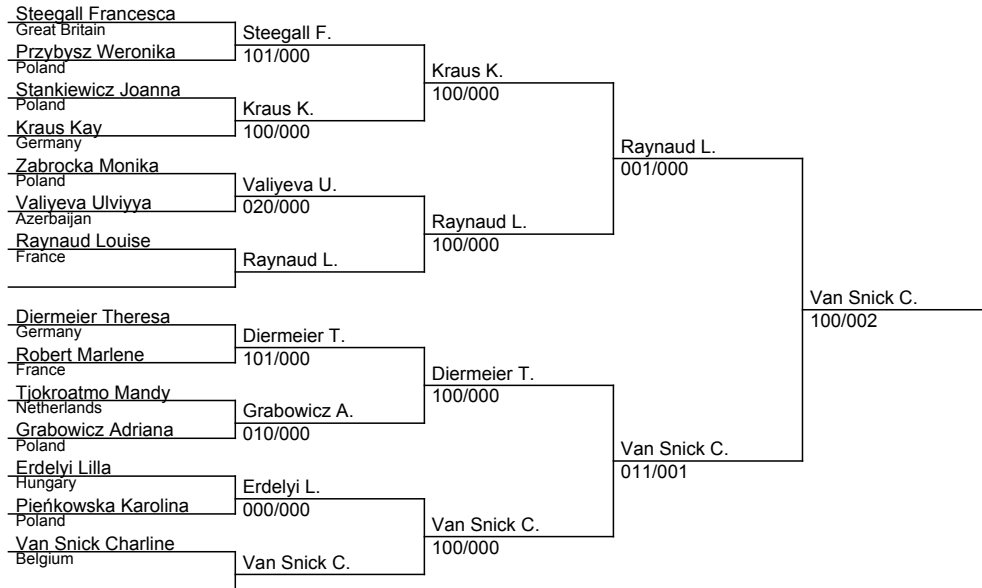 Steegall Francesca
Great Britain
Przybysz Weronika
Poland
Stankiewicz Joanna
Poland
Kraus Kay
Germany
Zabrocka Monika
Poland
Valiyeva Ulviyya
Azerbaijan
Raynaud Louise
France
Diermeier Theresa
Germany
Robert Marlene
France
Tjokroatmo Mandy
Netherlands
Grabowicz Adriana
Poland
Erdelyi Lilla
Hungary
Pieńkowska Karolina
Poland
Van Snick Charline
Belgium
Steegall F.
101/000
Kraus K.
100/000
Valiyeva U.
020/000
Raynaud L.
Diermeier T.
101/000
Grabowicz A.
010/000
Erdelyi L.
000/000
Van Snick C.
Kraus K.
100/000
Raynaud L.
100/000
Diermeier T.
100/000
Van Snick C.
100/000
Raynaud L.
001/000
Van Snick C.
011/001
Van Snick C.
100/002